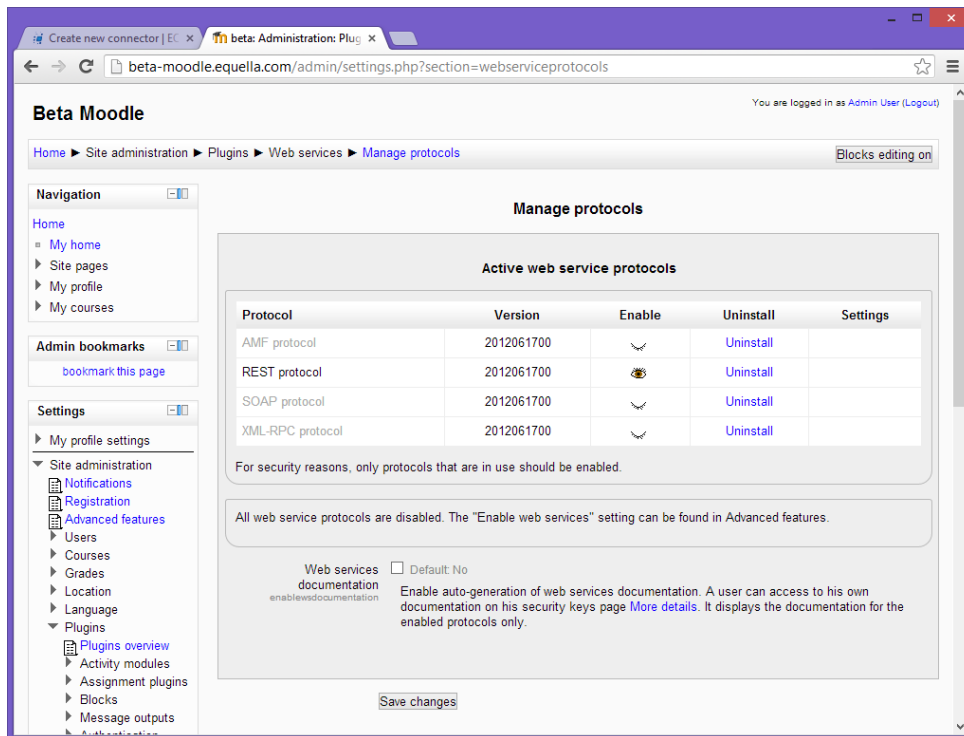 Create new connector | EC
beta: Administration: Plug
beta-moodle.equella.com/admin/settings.php?section=webserviceprotocols
Beta Moodle
You are logged in as Admin User (Logout)
Home ► Site administration ► Plugins ► Web services ► Manage protocols
Blocks editing on
Navigation
Home
My home
Site pages
My profile
My courses
Admin bookmarks
bookmark this page
Settings
My profile settings
Site administration
Notifications
Registration
Advanced features
Users
Courses
Grades
Location
Language
Plugins
Plugins overview
Activity modules
Assignment plugins
Blocks
Message outputs
Authentication
Manage protocols
Active web service protocols
Protocol Version Enable Uninstall Settings
AMF protocol 2012061700 Uninstall
REST protocol 2012061700 Uninstall
SOAP protocol 2012061700 Uninstall
XML-RPC protocol 2012061700 Uninstall
For security reasons, only protocols that are in use should be enabled.
All web service protocols are disabled. The "Enable web services" setting can be found in Advanced features.
Web services
documentation
enablewsdocumentation
Default: No
Enable auto-generation of web services documentation. A user can access to his own
documentation on his security keys page More details. It displays the documentation for the
enabled protocols only.
Save changes